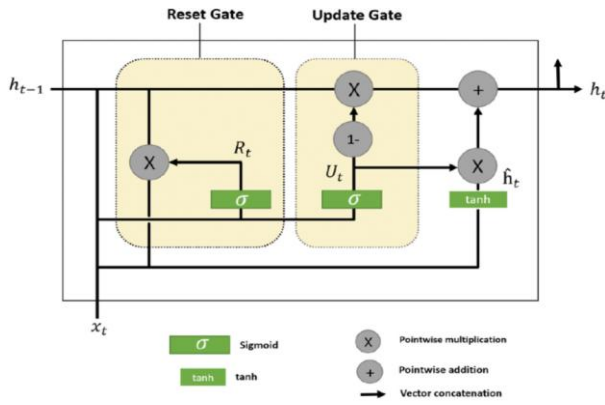 Reset Gate
Update Gate
h_{t-1}
X
1-
+
h_t
R_t
X
U_t
X
ĥ_t
σ
σ
tanh
x_t
σ Sigmoid
tanh tanh
X Pointwise multiplication
+ Pointwise addition
Vector concatenation